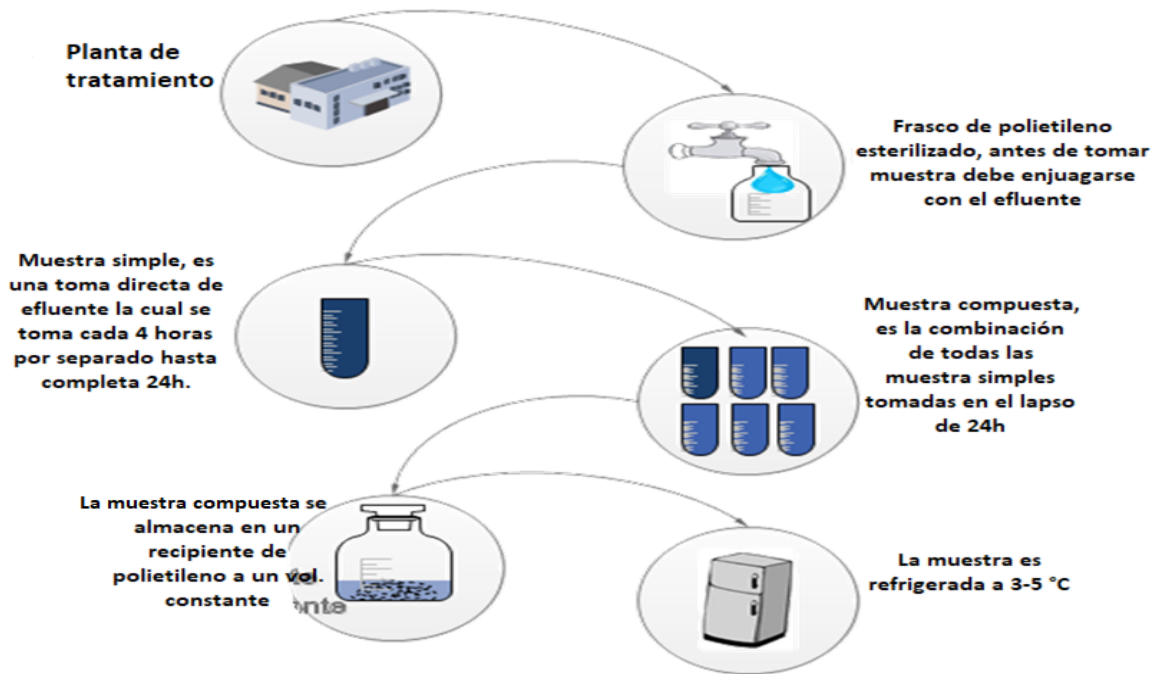 Planta de
tratamiento
Frasco de polietileno
esterilizado, antes de tomar
muestra debe enjuagarse
con el efluente
Muestra simple, es
una toma directa de
efluente la cual se
toma cada 4 horas
por separado hasta
completa 24h.
Muestra compuesta,
es la combinación
de todas las
muestra simples
tomadas en el lapso
de 24h
La muestra compuesta se
almacena en un
recipiente de
polietileno a un vol.
constante
La muestra es
refrigerada a 3-5 °C